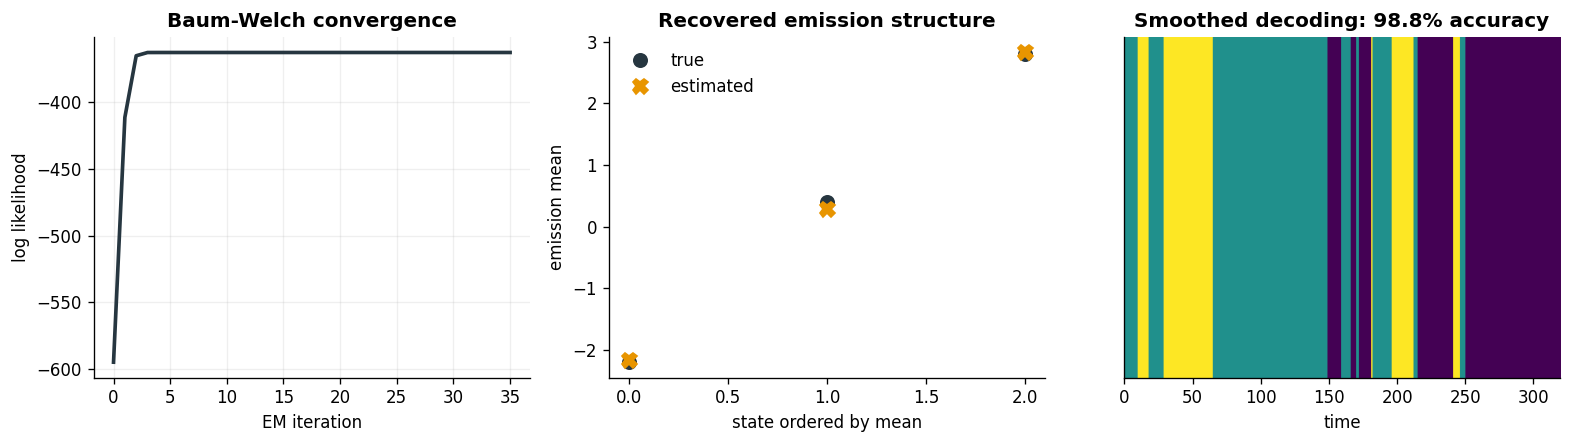 Baum-Welch convergence
log likelihood
−400
−450
−500
−550
−600
0 5 10 15 20 25 30 35
EM iteration
Recovered emission structure
true
estimated
emission mean
3
2
1
0
−1
−2
0.0 0.5 1.0 1.5 2.0
state ordered by mean
Smoothed decoding: 98.8% accuracy
0 50 100 150 200 250 300
time